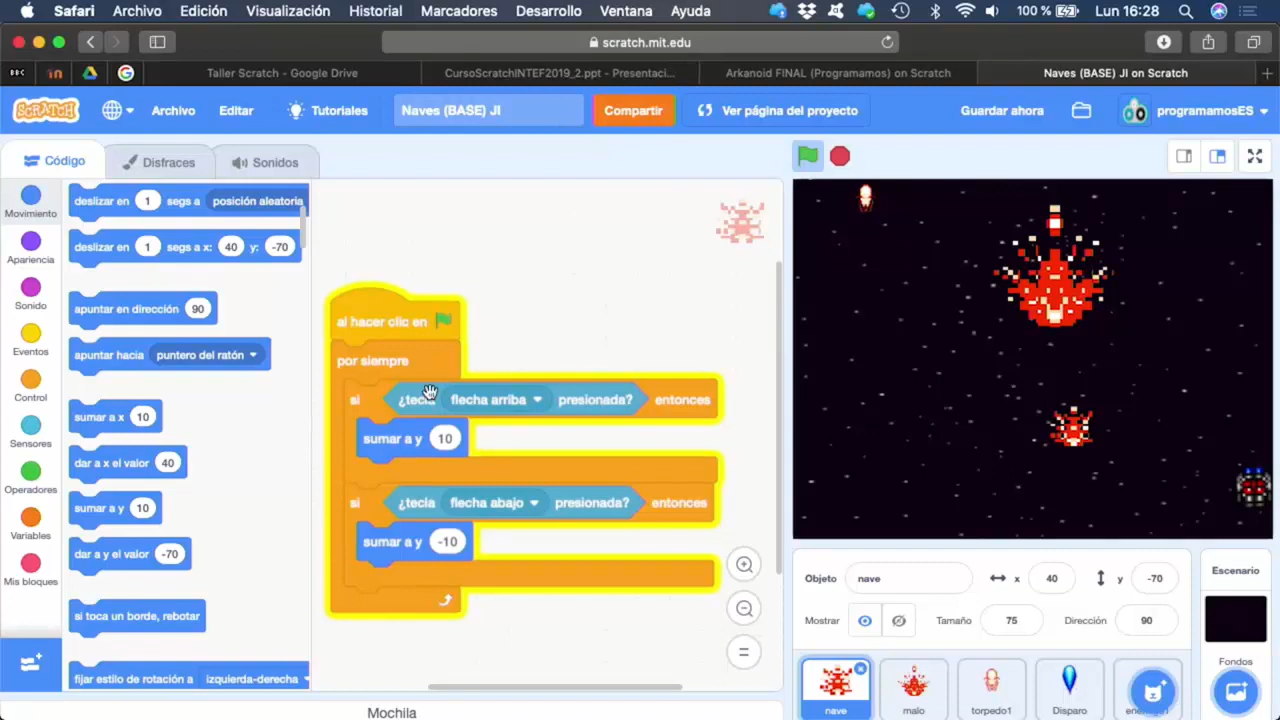 Safari Archivo Edición Visualización Historial Marcadores Desarrollo Ventana Ayuda 100 % Lun 16:28
scratch.mit.edu
BBC in Taller Scratch - Google Drive CursoScratchINTEF2019_2.ppt - Presentaci... Arkanoid FINAL (Programamos) on Scratch Naves (BASE) JI on Scratch
SCRATCH Archivo Editar Tutoriales Naves (BASE) JI Compartir Ver página del proyecto Guardar ahora programamosES
Código Disfraces Sonidos
Movimiento
Apariencia
Sonido
Eventos
Control
Sensores
Operadores
Variables
Mis bloques
deslizar en 1 segs a posición aleatoria
deslizar en 1 segs a x: 40 y: -70
apuntar en dirección 90
apuntar hacia puntero del ratón
sumar a x 10
dar a x el valor 40
sumar a y 10
dar a y el valor -70
si toca un borde, rebotar
fijar estilo de rotación a izquierda-derecha
al hacer clic en
por siempre
si ¿tecla flecha arriba presionada? entonces
sumar a y 10
si ¿tecla flecha abajo presionada? entonces
sumar a y -10
Mochila
Objeto nave x 40 y -70
Mostrar Tamaño 75 Dirección 90
nave malo torpedo1 Disparo
Escenario
Fondos